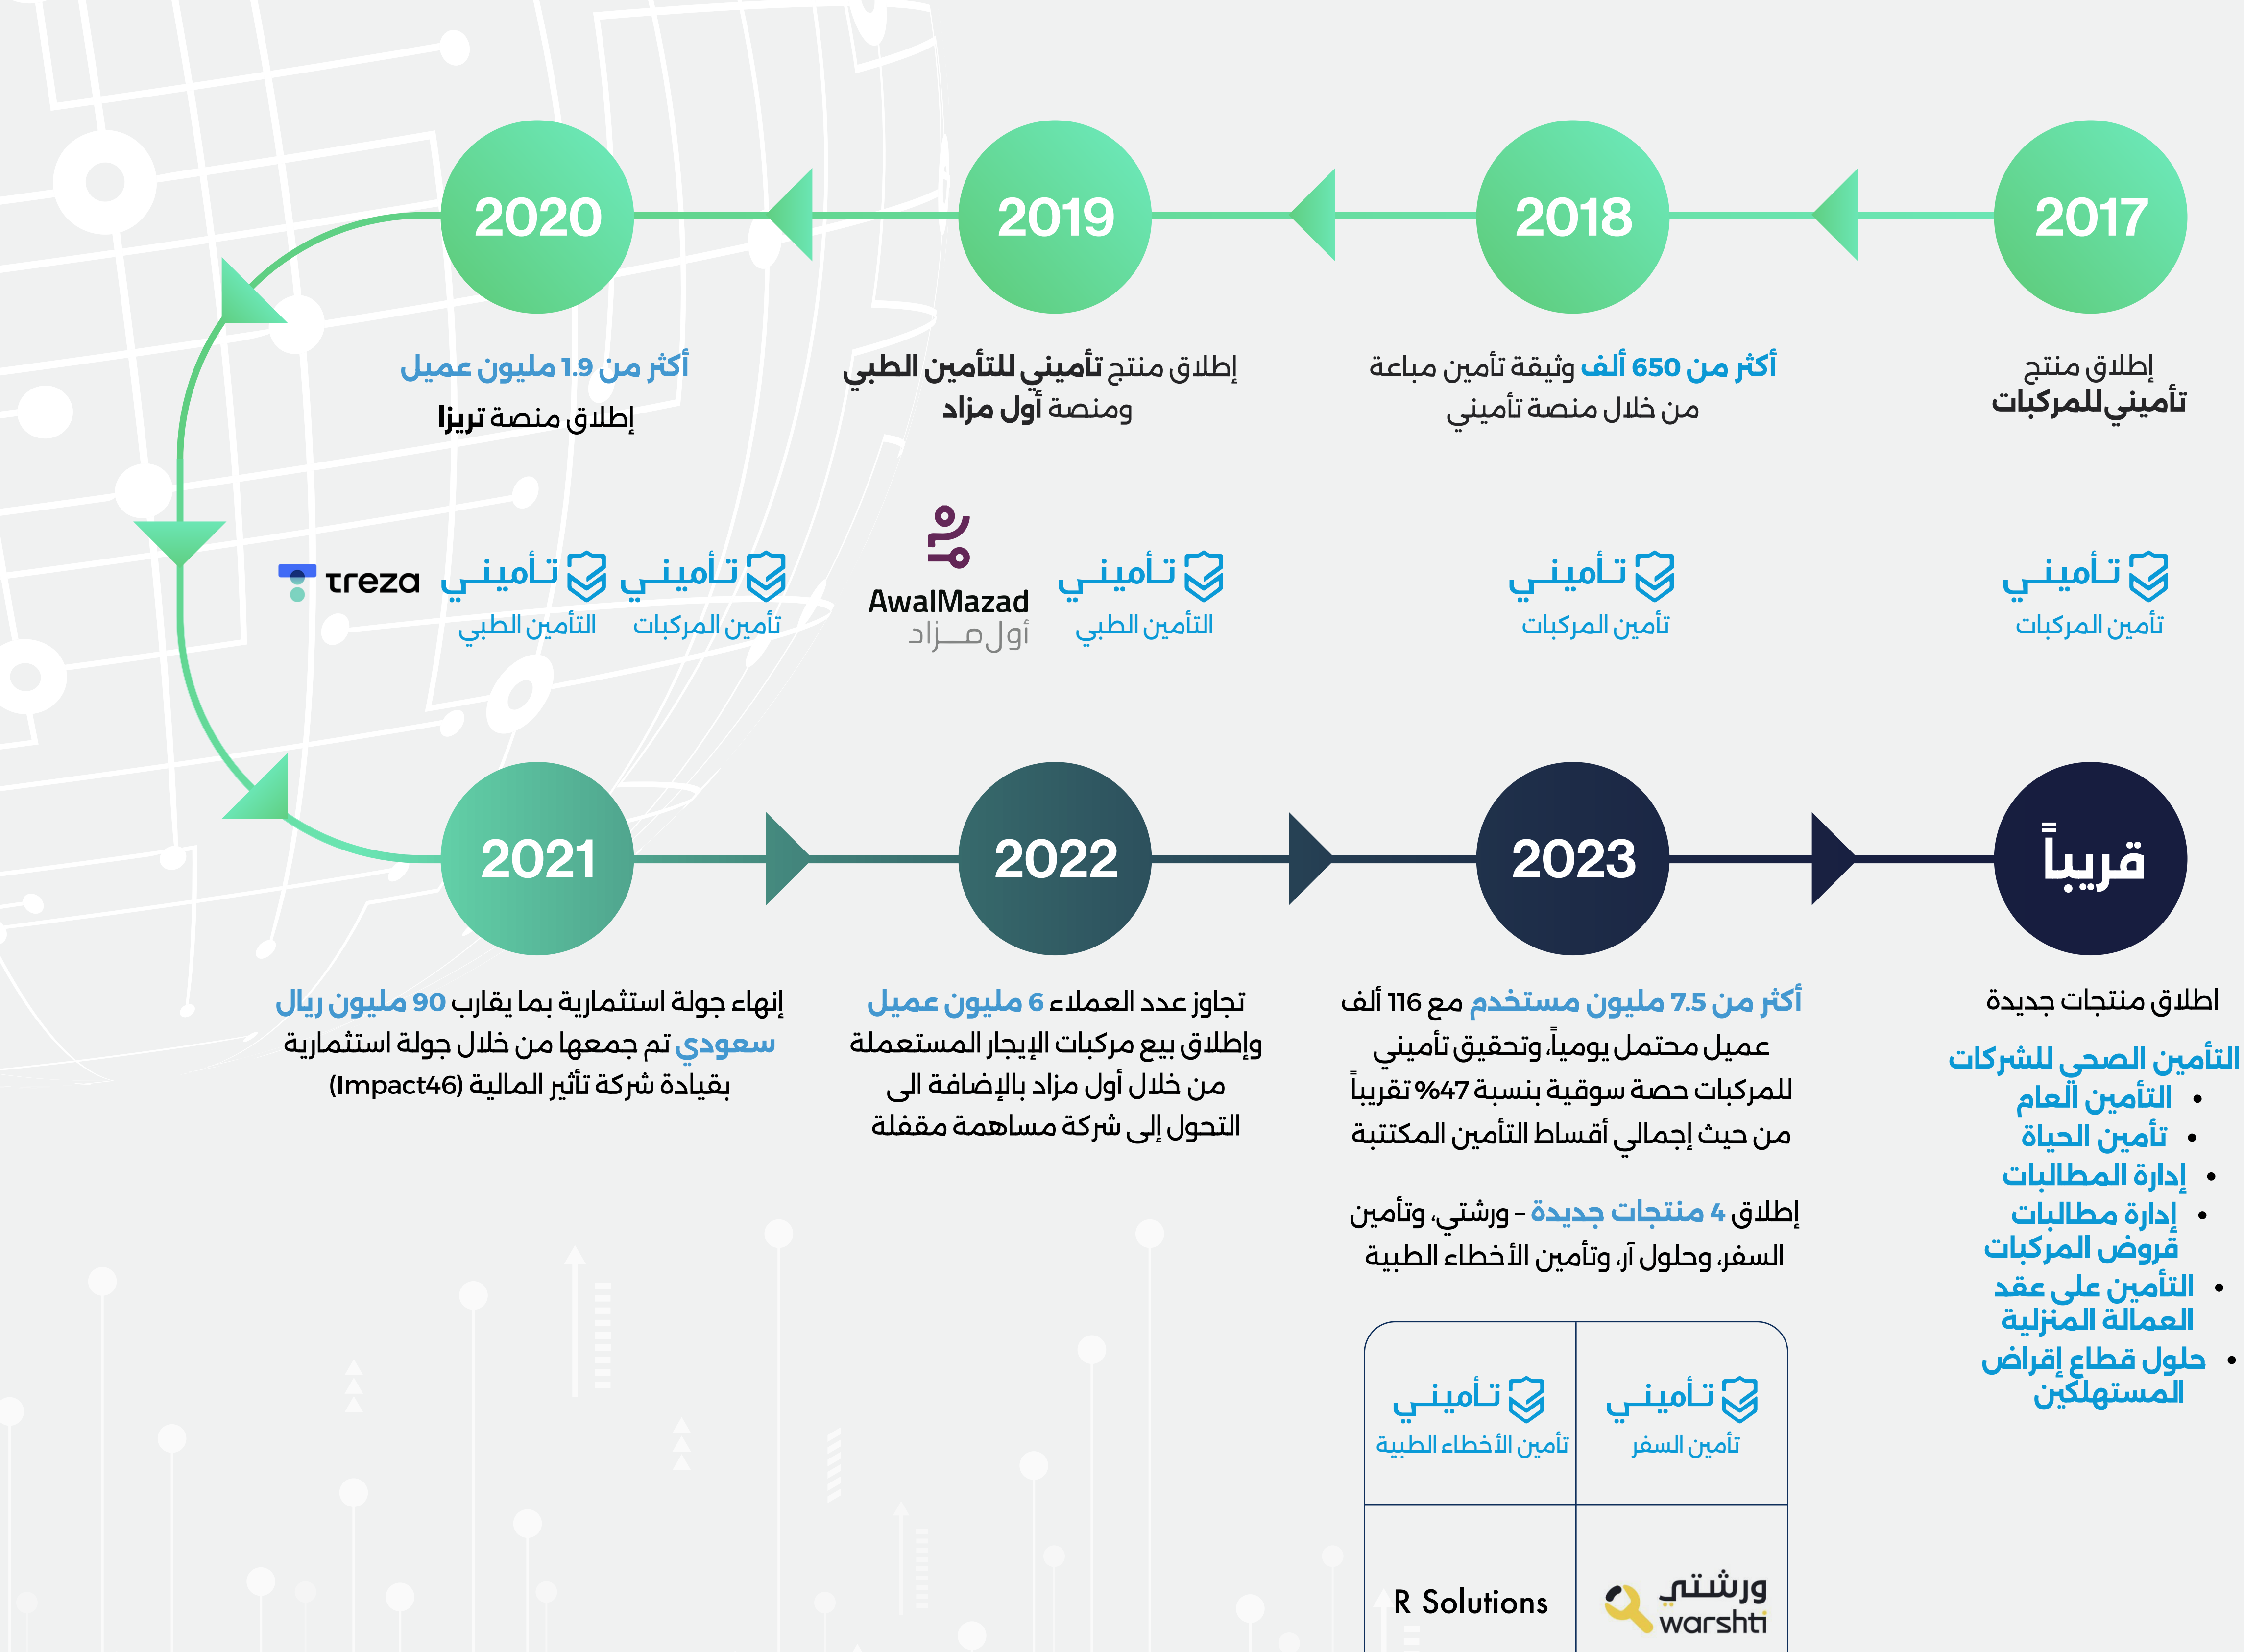 2017
إطلاق منتج
تأميني للمركبات
تأميني
تأمين المركبات
2018
أكثر من 650 ألف وثيقة تأمين مباعة
من خلال منصة تأميني
تأميني
تأمين المركبات
2019
إطلاق منتج تأميني للتأمين الطبي
ومنصة أول مزاد
تأميني
التأمين الطبي
AwalMazad
أول مزاد
2020
أكثر من 1.9 مليون عميل
إطلاق منصة تريزا
تأميني
تأمين المركبات
تأميني
التأمين الطبي
treza
2021
إنهاء جولة استثمارية بما يقارب 90 مليون ريال
سعودي تم جمعها من خلال جولة استثمارية
بقيادة شركة تأثير المالية (Impact46)
2022
تجاوز عدد العملاء 6 مليون عميل
وإطلاق بيع مركبات الإيجار المستعملة
من خلال أول مزاد بالإضافة الى
التحول إلى شركة مساهمة مقفلة
2023
أكثر من 7.5 مليون مستخدم مع 116 ألف
عميل محتمل يومياً، وتحقيق تأميني
للمركبات حصة سوقية بنسبة 47% تقريباً
من حيث إجمالي أقساط التأمين المكتتبة
إطلاق 4 منتجات جديدة – ورشتي، وتأمين
السفر، وحلول آر، وتأمين الأخطاء الطبية
تأميني
تأمين السفر
تأميني
تأمين الأخطاء الطبية
ورشتي
warshti
R Solutions
قريباً
اطلاق منتجات جديدة
التأمين الصحي للشركات
• التأمين العام
• تأمين الحياة
• إدارة المطالبات
• إدارة مطالبات
قروض المركبات
• التأمين على عقد
العمالة المنزلية
• حلول قطاع إقراض
المستهلكين